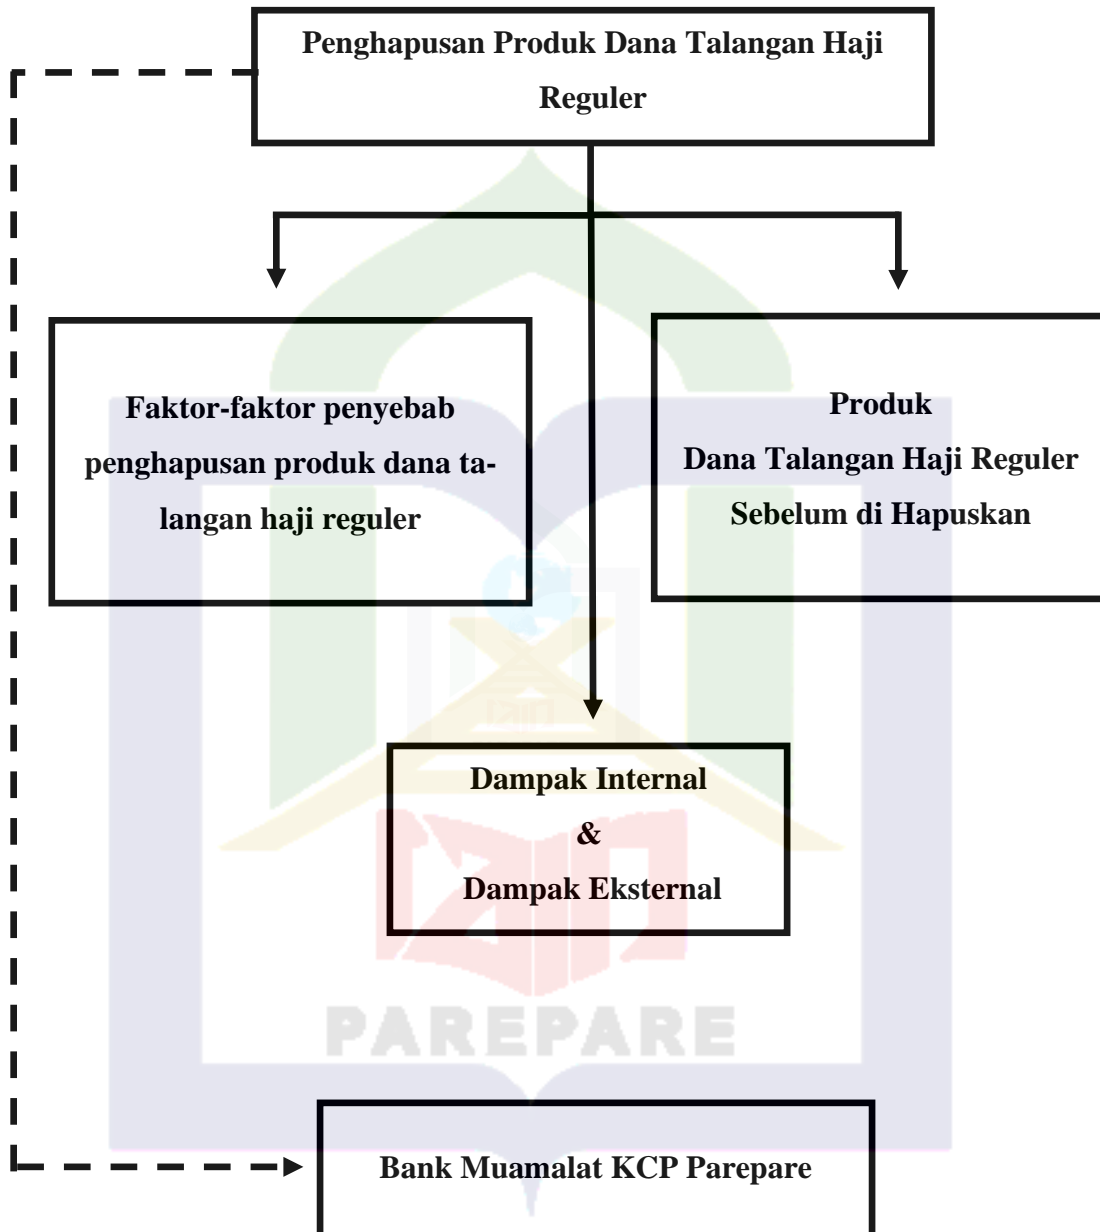 Penghapusan Produk Dana Talangan Haji
Reguler
Faktor-faktor penyebab
penghapusan produk dana ta-
langan haji reguler
Produk
Dana Talangan Haji Reguler
Sebelum di Hapuskan
Dampak Internal
&
Dampak Eksternal
PAREPARE
Bank Muamalat KCP Parepare